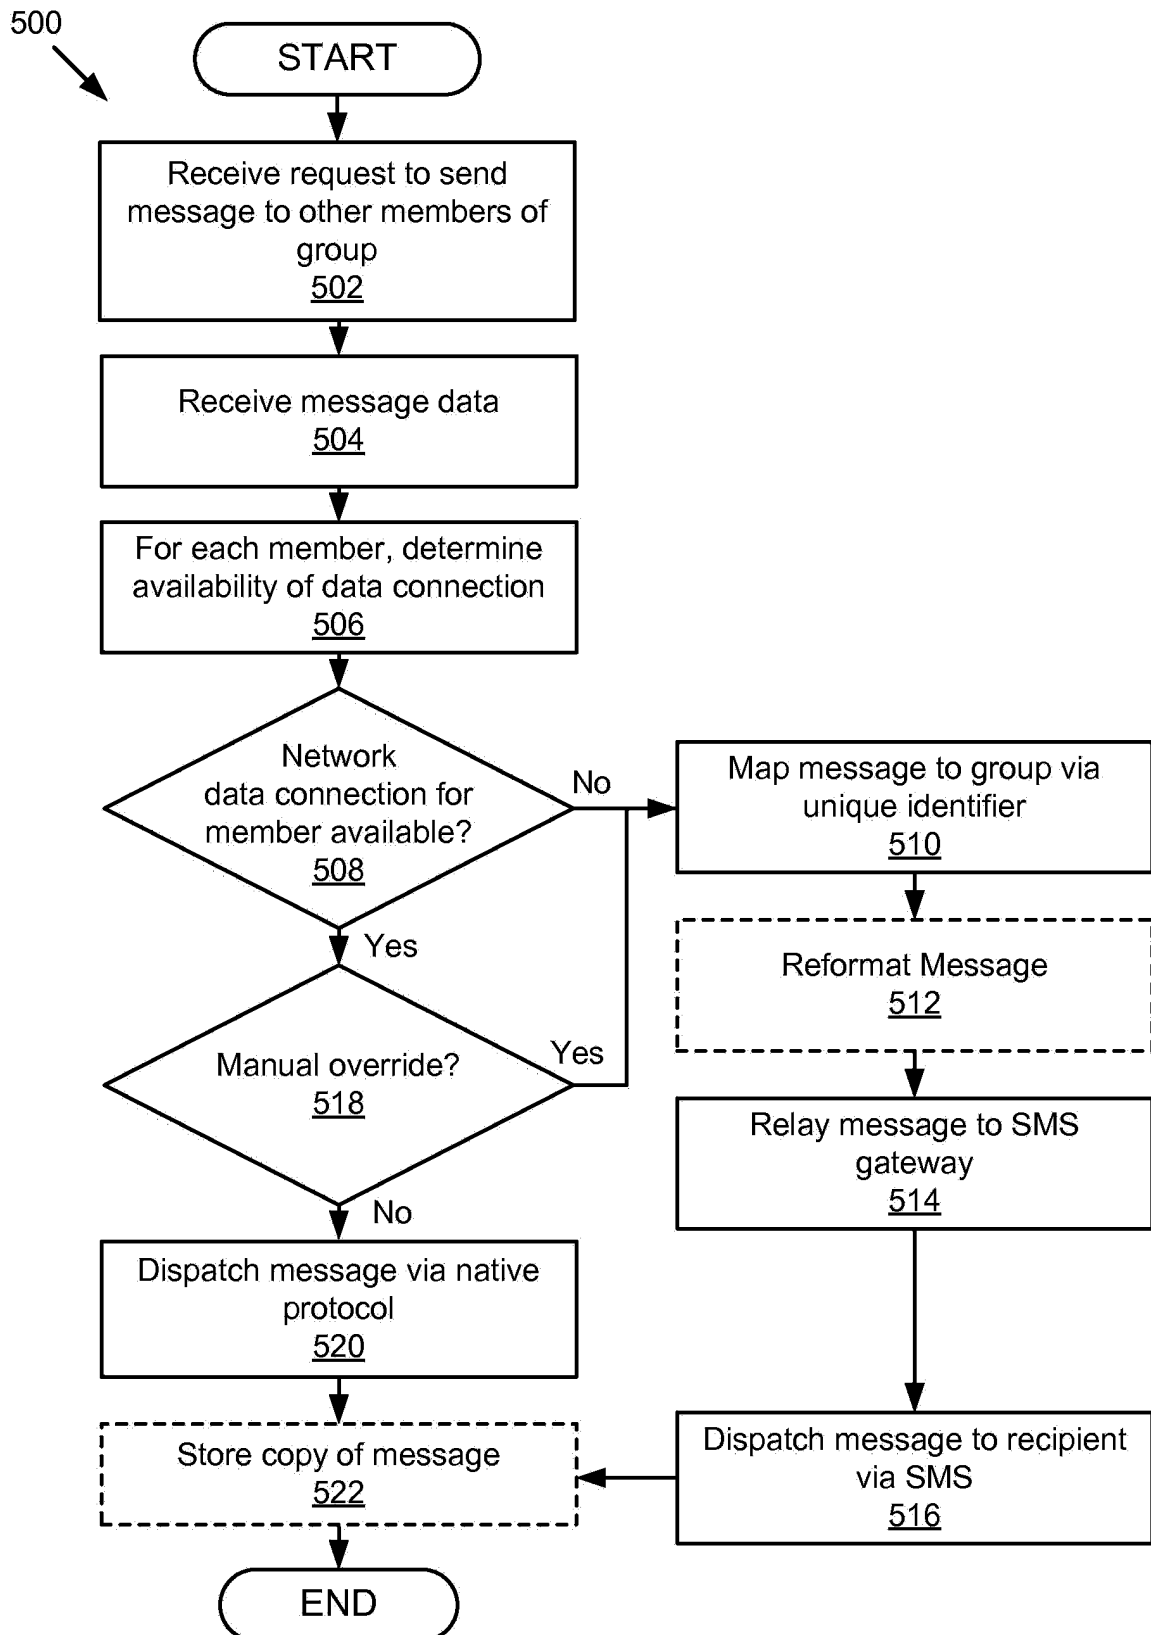 500
START
Receive request to send
message to other members of
group
502
Receive message data
504
For each member, determine
availability of data connection
506
Network
data connection for
member available?
508
No
Yes
Map message to group via
unique identifier
510
Reformat Message
512
Manual override?
518
Yes
No
Relay message to SMS
gateway
514
Dispatch message via native
protocol
520
Dispatch message to recipient
via SMS
516
Store copy of message
522
END